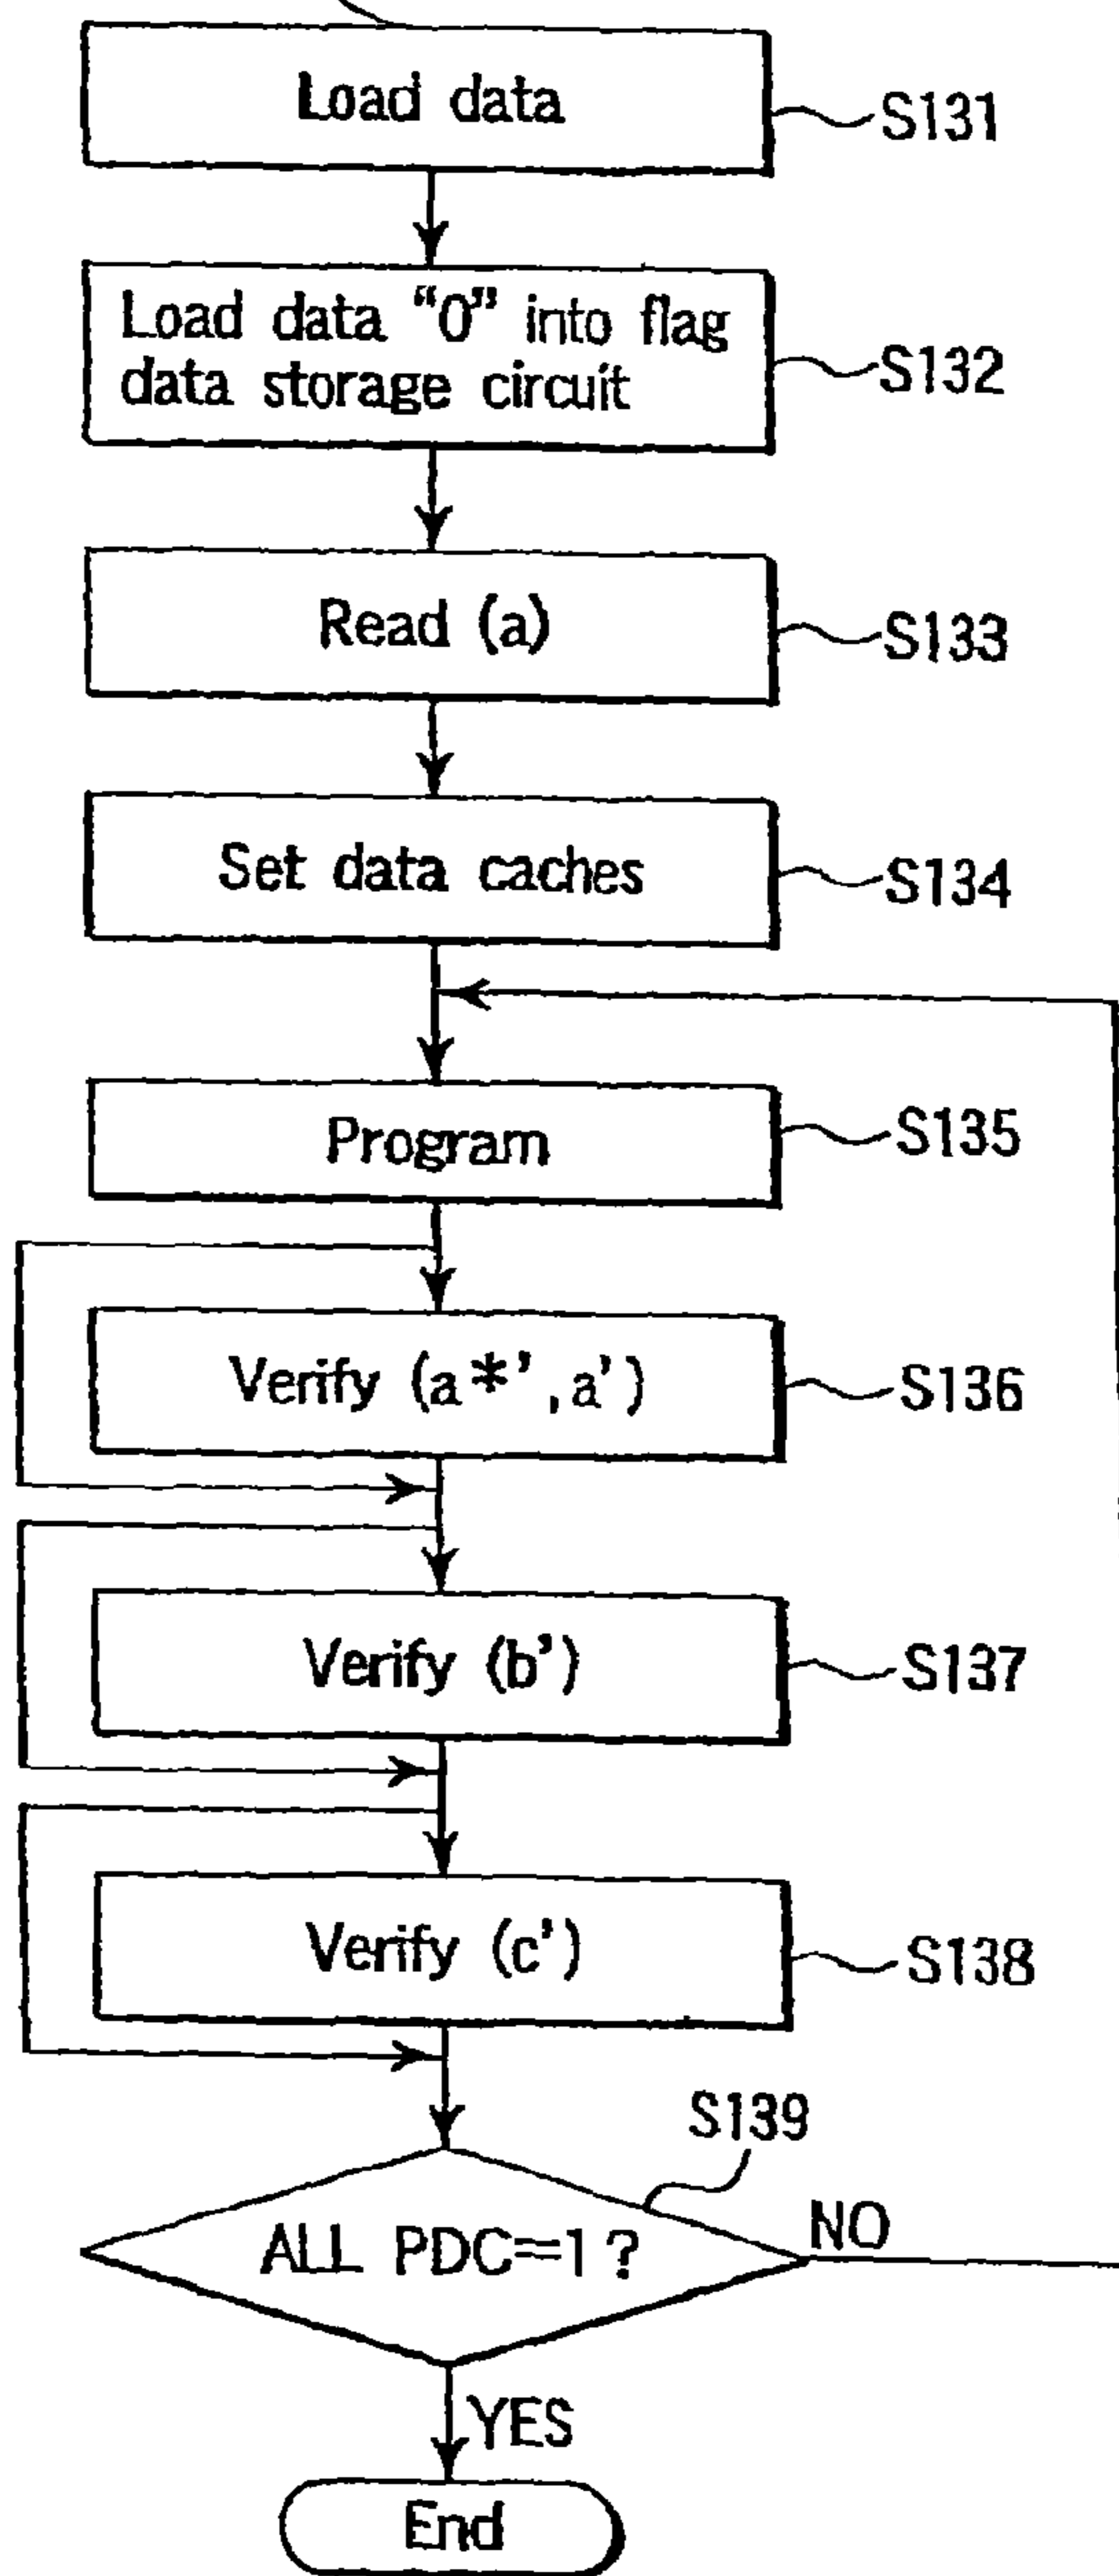 Load data
S131
Load data “0” into flag
data storage circuit
S132
Read (a)
S133
Set data caches
S134
Program
S135
Verify (a*’,a’)
S136
Verify (b’)
S137
Verify (c’)
S138
S139
ALL PDC=1?
NO
YES
End